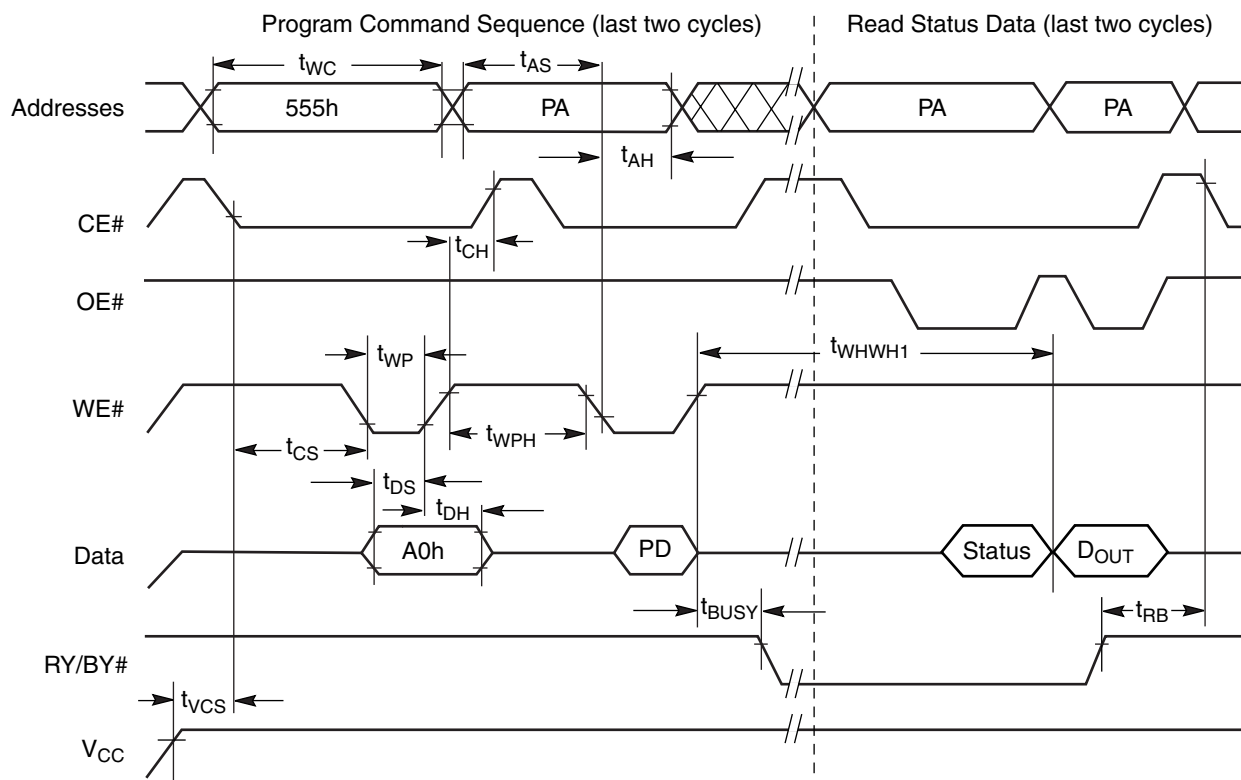 Program Command Sequence (last two cycles)
Read Status Data (last two cycles)
tWC
tAS
Addresses
555h
PA
PA
PA
tAH
CE#
tCH
OE#
tWP
tWHWH1
WE#
tCS
tWPH
tDS
tDH
Data
A0h
PD
Status
DOUT
tBUSY
tRB
RY/BY#
tVCS
VCC